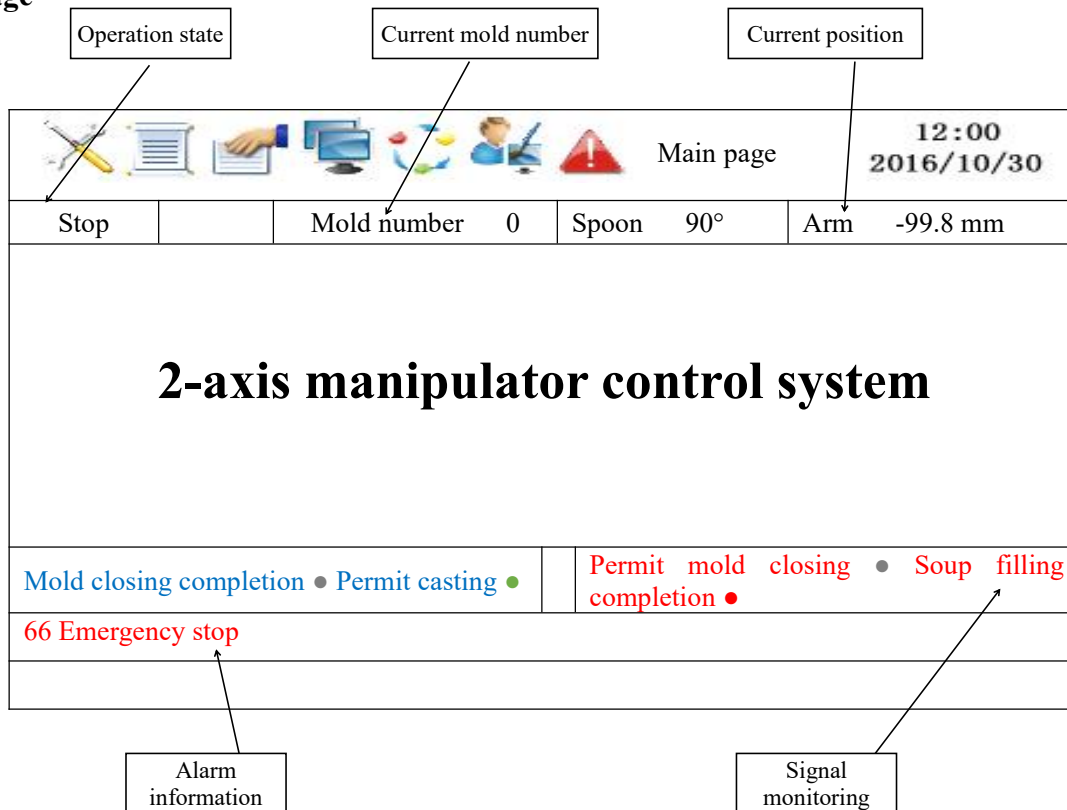 Operation state
Current mold number
Current position
Main page
12:00
2016/10/30
Stop
Mold number 0
Spoon 90°
Arm -99.8 mm
2-axis manipulator control system
Mold closing completion ● Permit casting ●
Permit mold closing ● Soup filling
completion ●
66 Emergency stop
Alarm
information
Signal
monitoring